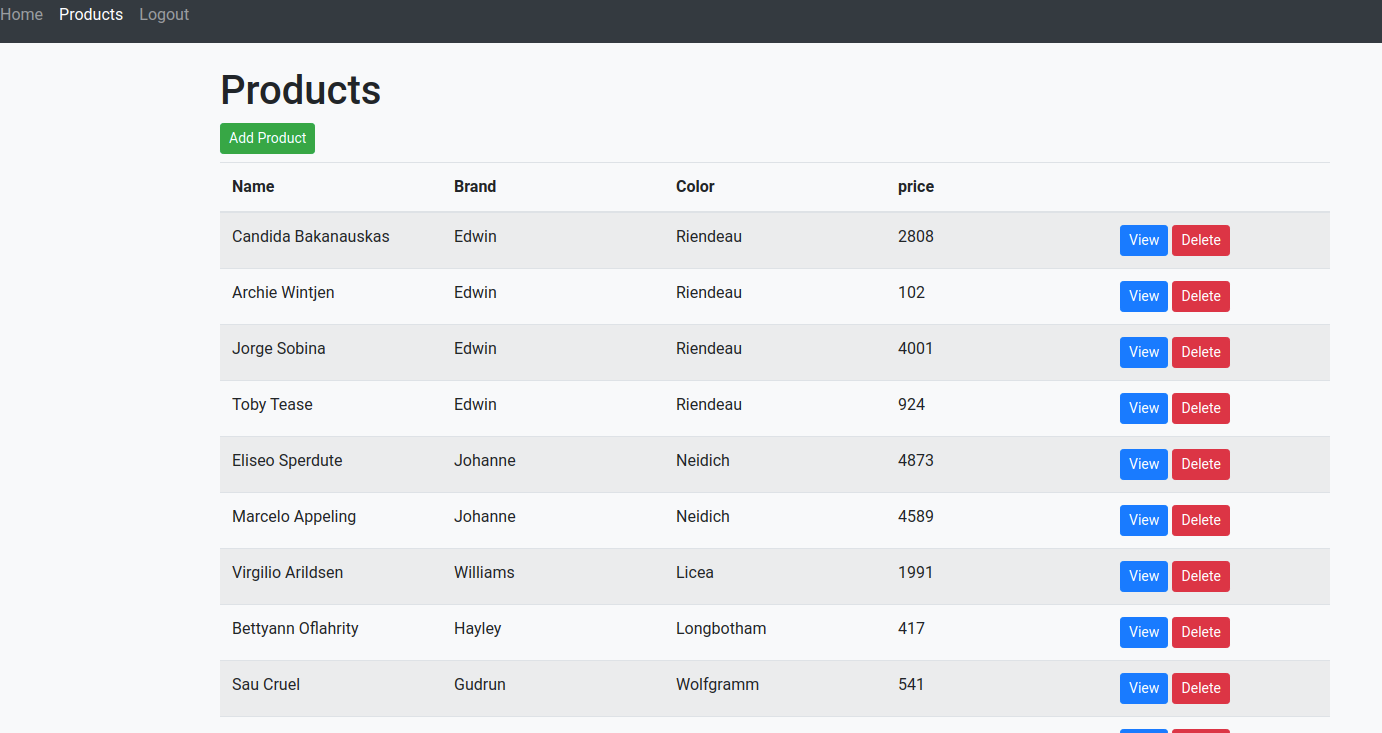 Home Products Logout
Products
Add Product
Name Brand Color price
Candida Bakanauskas Edwin Riendeau 2808 View Delete
Archie Wintjen Edwin Riendeau 102 View Delete
Jorge Sobina Edwin Riendeau 4001 View Delete
Toby Tease Edwin Riendeau 924 View Delete
Eliseo Sperdute Johanne Neidich 4873 View Delete
Marcelo Appeling Johanne Neidich 4589 View Delete
Virgilio Arildsen Williams Licea 1991 View Delete
Bettyann Oflahrity Hayley Longbotham 417 View Delete
Sau Cruel Gudrun Wolfgramm 541 View Delete